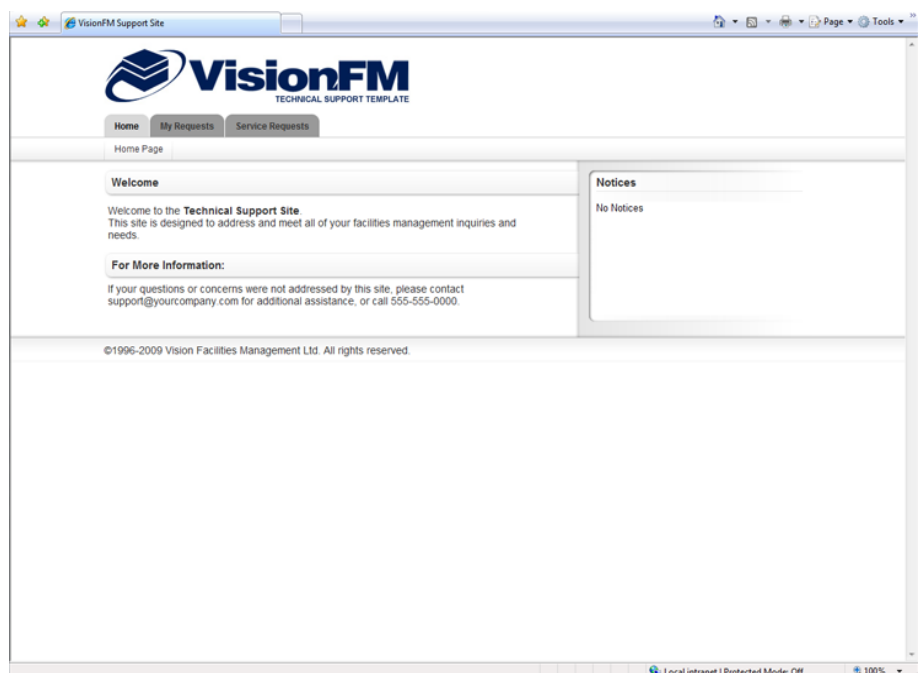 VisionFM Support Site
Page
Tools
VisionFM
TECHNICAL SUPPORT TEMPLATE
Home
My Requests
Service Requests
Home Page
Welcome
Welcome to the Technical Support Site.
This site is designed to address and meet all of your facilities management inquiries and
needs.
For More Information:
If your questions or concerns were not addressed by this site, please contact
support@yourcompany.com for additional assistance, or call 555-555-0000.
Notices
No Notices
©1996-2009 Vision Facilities Management Ltd. All rights reserved.
Local intranet | Protected Mode: Off
100%